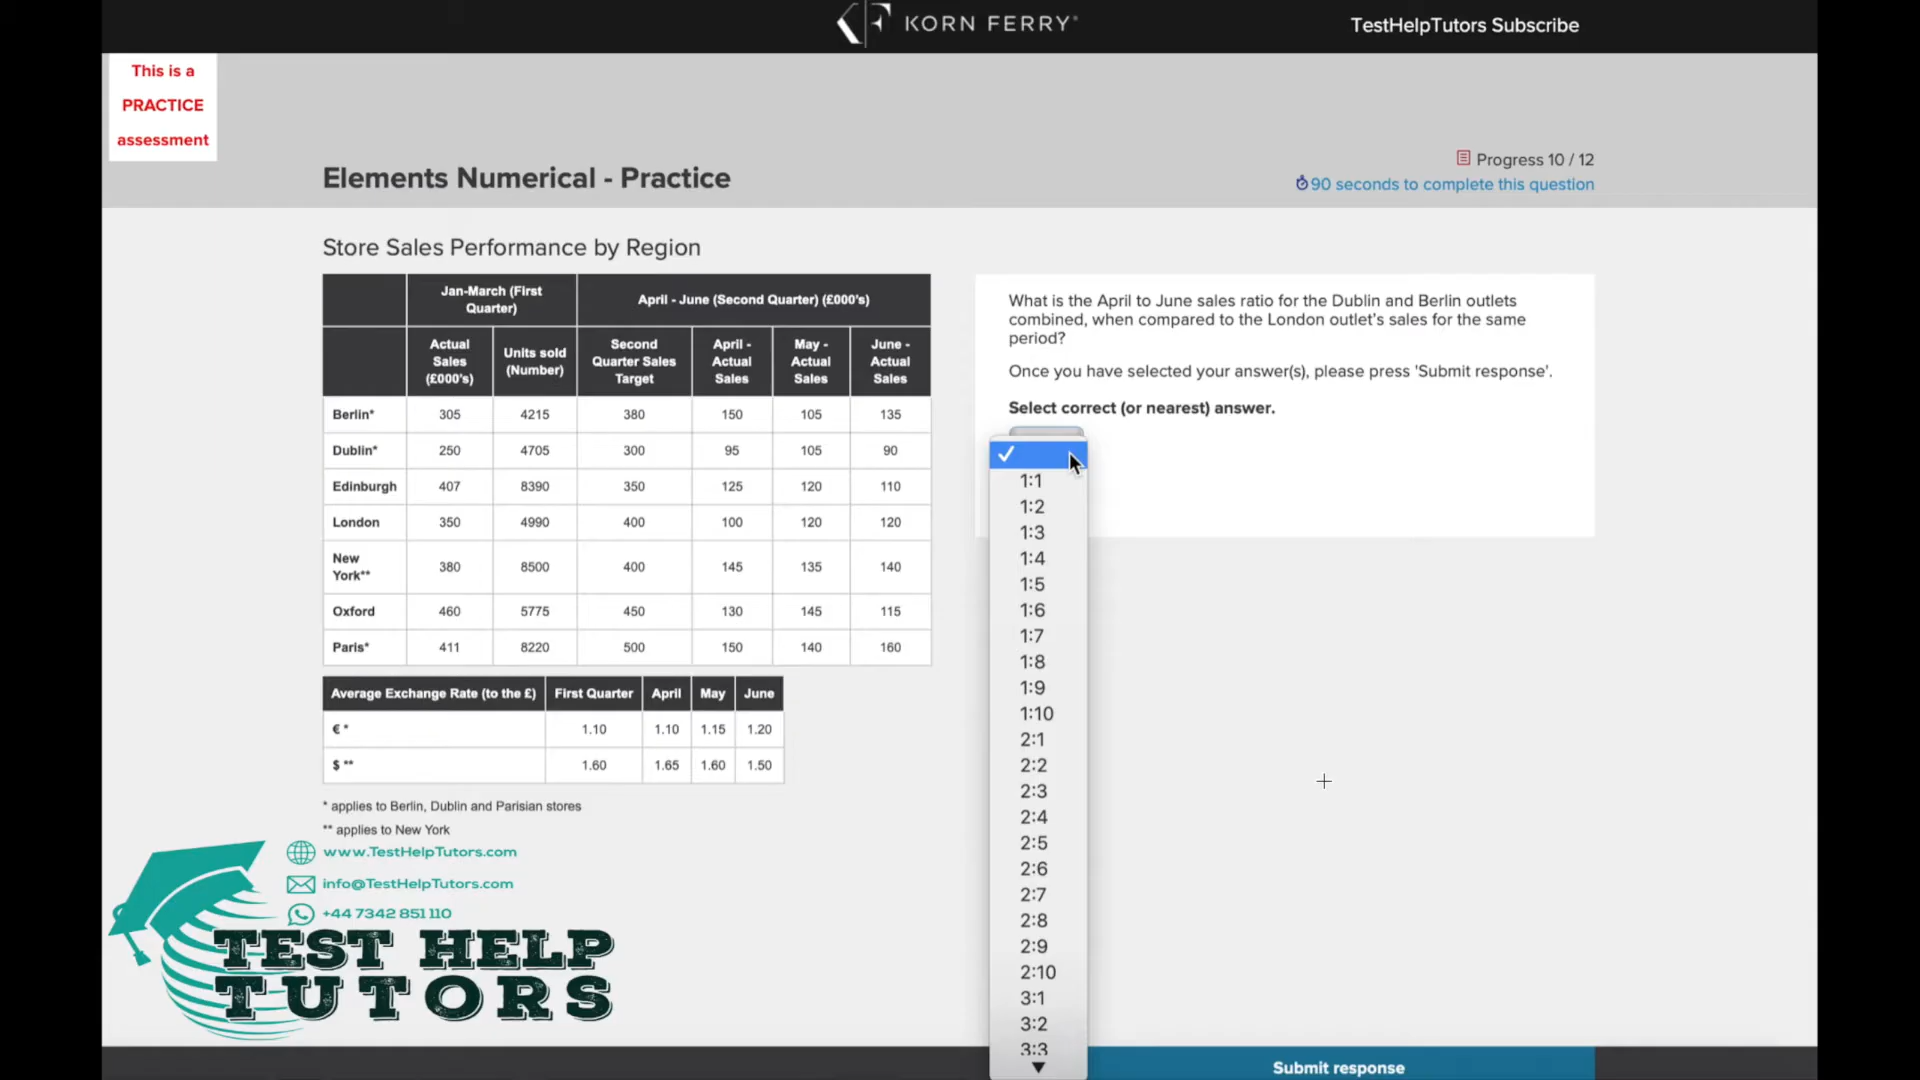 KORN FERRY
TestHelpTutors Subscribe
This is a
PRACTICE
assessment
Elements Numerical - Practice
Progress 10 / 12
90 seconds to complete this question
Store Sales Performance by Region
Jan-March (First Quarter) April - June (Second Quarter) (£000's)
Actual Sales (£000's) Units sold (Number) Second Quarter Sales Target April - Actual Sales May - Actual Sales June - Actual Sales
Berlin* 305 4215 380 150 105 135
Dublin* 250 4705 300 95 105 90
Edinburgh 407 8390 350 125 120 110
London 350 4990 400 100 120 120
New York** 380 8500 400 145 135 140
Oxford 460 5775 450 130 145 115
Paris* 411 8220 500 150 140 160
Average Exchange Rate (to the £) First Quarter April May June
€ * 1.10 1.10 1.15 1.20
$ ** 1.60 1.65 1.60 1.50
* applies to Berlin, Dublin and Parisian stores
** applies to New York
www.TestHelpTutors.com
info@TestHelpTutors.com
+44 7342 851 110
TEST HELP
TUTORS
What is the April to June sales ratio for the Dublin and Berlin outlets
combined, when compared to the London outlet's sales for the same
period?
Once you have selected your answer(s), please press 'Submit response'.
Select correct (or nearest) answer.
1:1
1:2
1:3
1:4
1:5
1:6
1:7
1:8
1:9
1:10
2:1
2:2
2:3
2:4
2:5
2:6
2:7
2:8
2:9
2:10
3:1
3:2
3:3
Submit response